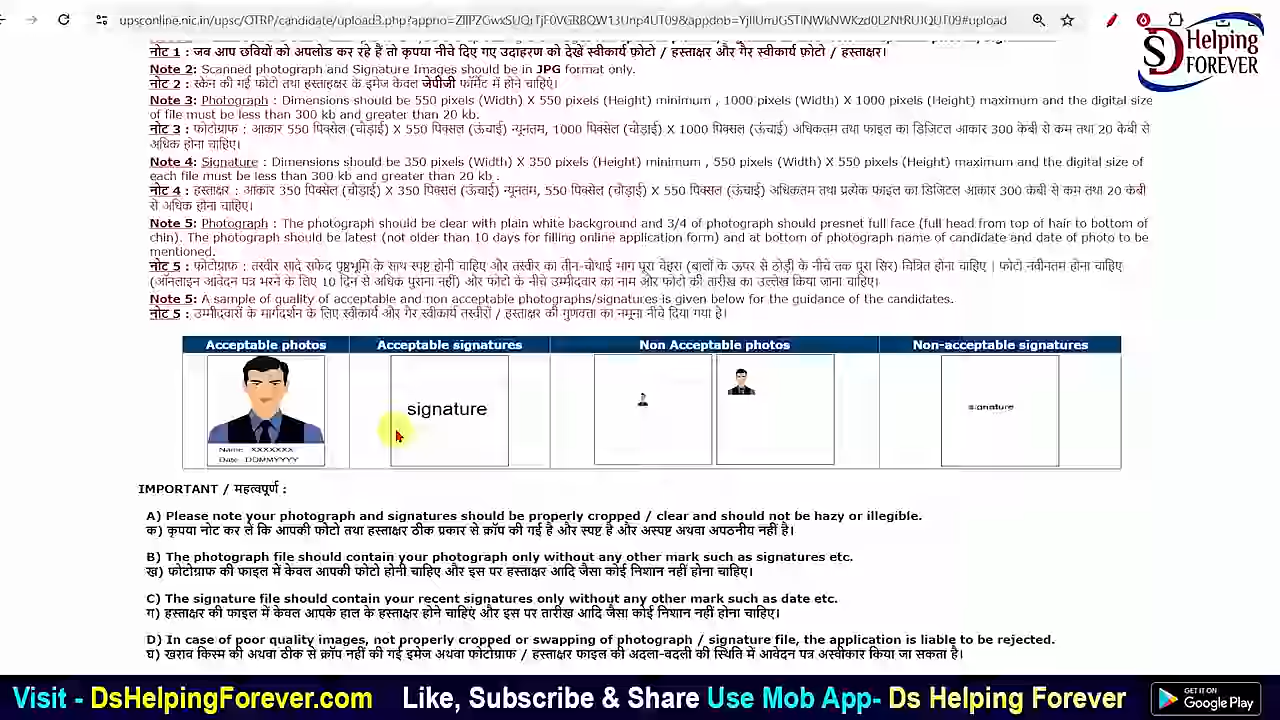 upsconline.nic.in/upsc/OTRP/candidate/upload3.php?
Helping
FOREVER
नोट 1 : जब आप छवियों को अपलोड कर रहे हैं तो कृपया नीचे दिए गए उदाहरण को देखें स्वीकार्य फ़ोटो / हस्ताक्षर और गैर स्वीकार्य फ़ोटो / हस्ताक्षर।
Note 2: Scanned photograph and Signature Images should be in JPG format only.
नोट 2 : स्कैन की गई फोटो तथा हस्ताक्षर के इमेज केवल जेपीजी फॉर्मेट में होने चाहिएं।
Note 3: Photograph : Dimensions should be 550 pixels (Width) X 550 pixels (Height) minimum , 1000 pixels (Width) X 1000 pixels (Height) maximum and the digital size
of file must be less than 300 kb and greater than 20 kb.
नोट 3 : फोटोग्राफ : आकार 550 पिक्सेल (चौड़ाई) X 550 पिक्सल (ऊंचाई) न्यूनतम, 1000 पिक्सेल (चौड़ाई) X 1000 पिक्सल (ऊंचाई) अधिकतम तथा फाइल का डिजिटल आकार 300 केबी से कम तथा 20 केबी से
अधिक होना चाहिए।
Note 4: Signature : Dimensions should be 350 pixels (Width) X 350 pixels (Height) minimum , 550 pixels (Width) X 550 pixels (Height) maximum and the digital size of
each file must be less than 300 kb and greater than 20 kb .
नोट 4 : हस्ताक्षर : आकार 350 पिक्सेल (चौड़ाई) X 350 पिक्सल (ऊंचाई) न्यूनतम, 550 पिक्सेल (चौड़ाई) X 550 पिक्सल (ऊंचाई) अधिकतम तथा प्रत्येक फाइल का डिजिटल आकार 300 केबी से कम तथा 20 केबी
से अधिक होना चाहिए।
Note 5: Photograph : The photograph should be clear with plain white background and 3/4 of photograph should presnet full face (full head from top of hair to bottom of
chin). The photograph should be latest (not older than 10 days for filling online application form) and at bottom of photograph name of candidate and date of photo to be
mentioned.
नोट 5 : फोटोग्राफ : तस्वीर सादे सफेद पृष्ठभूमि के साथ स्पष्ट होनी चाहिए और तस्वीर का तीन-चौथाई भाग पूरा चेहरा (बालों के ऊपर से ठोड़ी के नीचे तक पूरा सिर) चित्रित होना चाहिए | फोटो नवीनतम होना चाहिए
(ऑनलाइन आवेदन पत्र भरने के लिए 10 दिन से अधिक पुराना नहीं) और फोटो के नीचे उम्मीदवार का नाम और फोटो की तारीख का उल्लेख किया जाना चाहिए।
Note 5: A sample of quality of acceptable and non acceptable photographs/signatures is given below for the guidance of the candidates.
नोट 5 : उम्मीदवारों के मार्गदर्शन के लिए स्वीकार्य और गैर स्वीकार्य तस्वीरों / हस्ताक्षर की गुणवत्ता का नमूना नीचे दिया गया है।
Acceptable photos Acceptable signatures Non Acceptable photos Non-acceptable signatures
signature signature
Name: XXXXXXX
Date: DDMMYYYY
IMPORTANT / महत्वपूर्ण :
A) Please note your photograph and signatures should be properly cropped / clear and should not be hazy or illegible.
क) कृपया नोट कर लें कि आपकी फोटो तथा हस्ताक्षर ठीक प्रकार से क्रॉप की गई है और स्पष्ट है और अस्पष्ट अथवा अपठनीय नहीं है।
B) The photograph file should contain your photograph only without any other mark such as signatures etc.
ख) फोटोग्राफ की फाइल में केवल आपकी फोटो होनी चाहिए और इस पर हस्ताक्षर आदि जैसा कोई निशान नहीं होना चाहिए।
C) The signature file should contain your recent signatures only without any other mark such as date etc.
ग) हस्ताक्षर की फाइल में केवल आपके हाल के हस्ताक्षर होने चाहिएं और इस पर तारीख आदि जैसा कोई निशान नहीं होना चाहिए।
D) In case of poor quality images, not properly cropped or swapping of photograph / signature file, the application is liable to be rejected.
घ) खराब किस्म की अथवा ठीक से क्रॉप नहीं की गई इमेज अथवा फोटोग्राफ / हस्ताक्षर फाइल की अदला-बदली की स्थिति में आवेदन पत्र अस्वीकार किया जा सकता है।
Visit - DsHelpingForever.com Like, Subscribe & Share Use Mob App- Ds Helping Forever
GET IT ON
Google Play